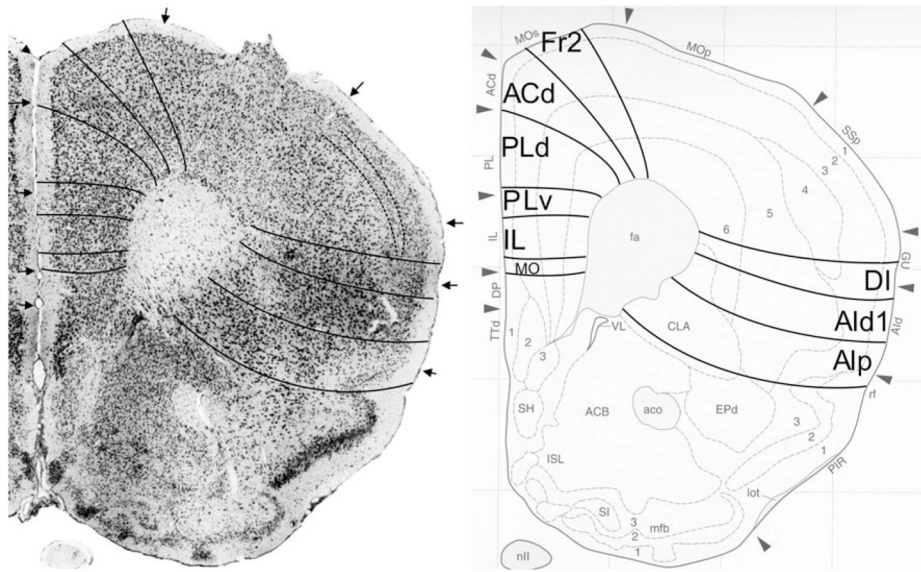 MOs
Fr2
MOp
ACd
ACd
SSp
PL
PLd
1
2
3
4
5
PLv
6
fa
GU
IL
IL
MO
DI
DP
AId1
AId
TTd
1
2
3
VL
CLA
AIp
rf
SH
ACB
aco
EPd
3
2
1
ISL
PIR
lot
SI
3
mfb
2
1
nII